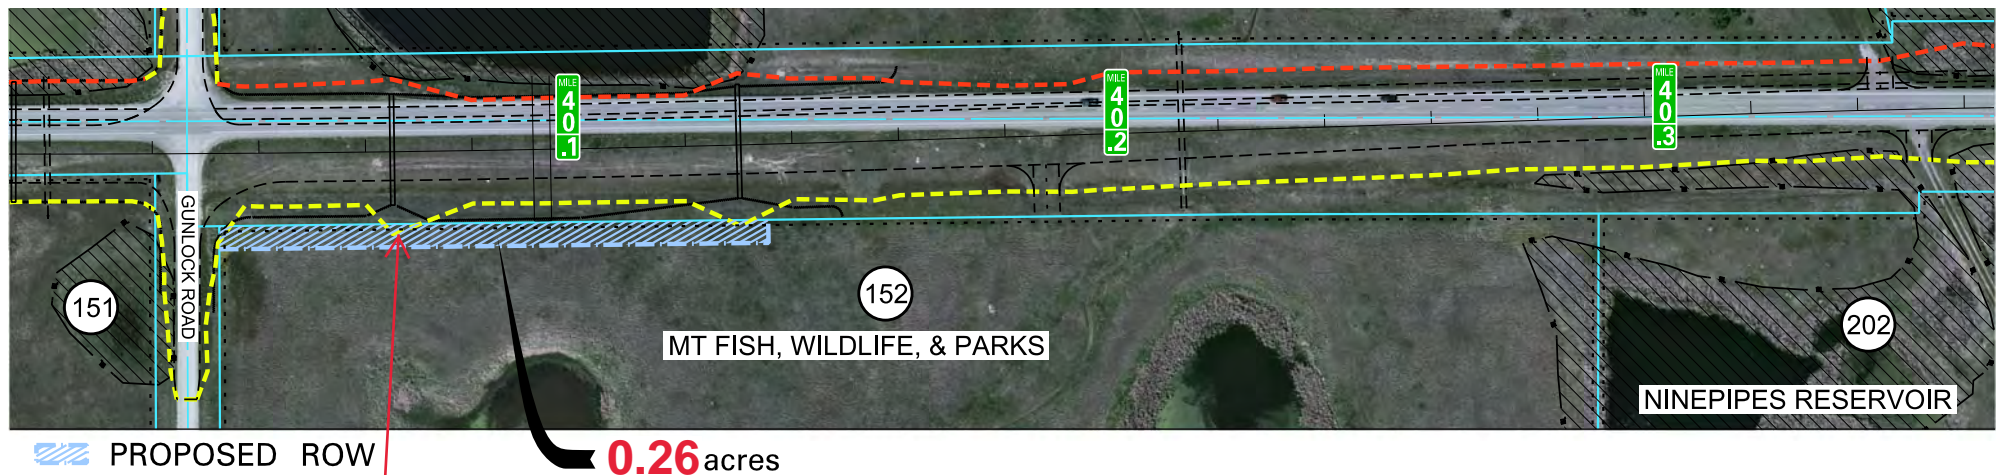 MILE
4
0
.1
MILE
4
0
.2
MILE
4
0
.3
GUNLOCK ROAD
151
152
202
MT FISH, WILDLIFE, & PARKS
NINEPIPES RESERVOIR
PROPOSED ROW
0.26 acres